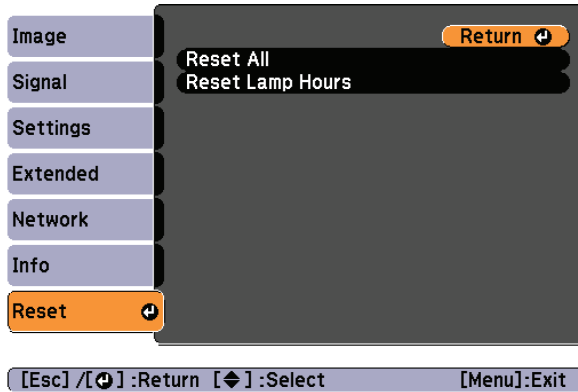 Image
Signal
Settings
Extended
Network
Info
Reset
Return
Reset All
Reset Lamp Hours
[Esc] /[⏎] :Return [◆] :Select [Menu]:Exit